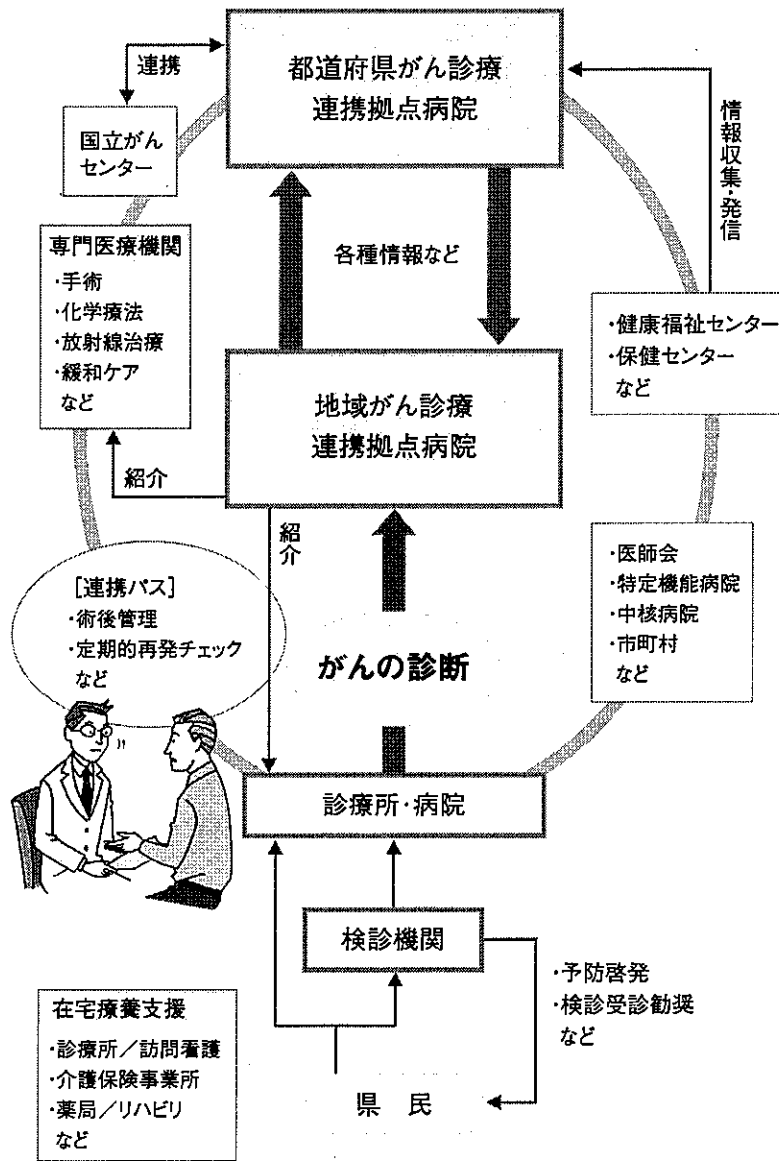 連携
都道府県がん診療
連携拠点病院
国立がん
センター
情報収集・発信
専門医療機関
・手術
・化学療法
・放射線治療
・緩和ケア
など
各種情報など
・健康福祉センター
・保健センター
など
地域がん診療
連携拠点病院
紹介
紹介
・医師会
・特定機能病院
・中核病院
・市町村
など
[連携パス]
・術後管理
・定期的再発チェック
など
がんの診断
診療所・病院
検診機関
・予防啓発
・検診受診勧奨
など
在宅療養支援
・診療所／訪問看護
・介護保険事業所
・薬局／リハビリ
など
県 民